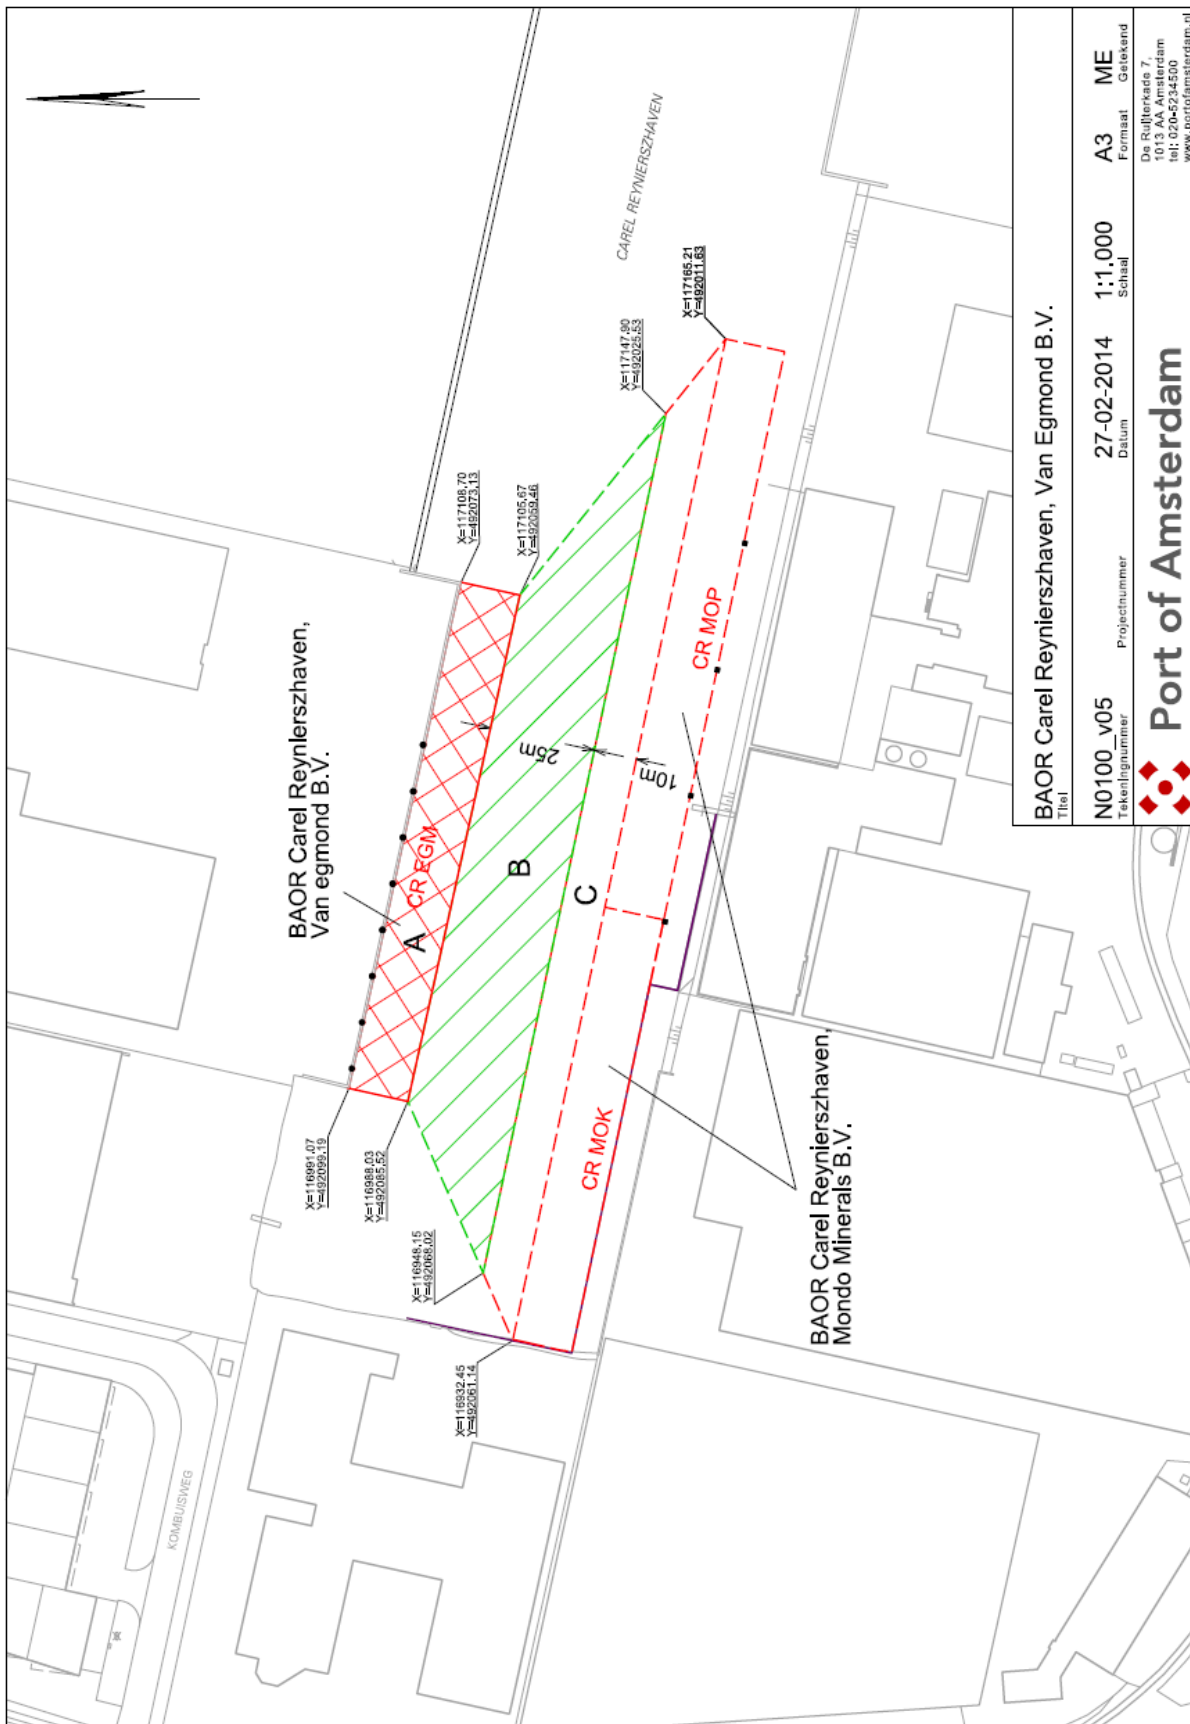 CAREL REYNIERSZHAVEN
X=117165.21
Y=492011.63
X=117147.90
Y=492025.53
X=117108.70
Y=492073.13
X=117105.67
Y=492059.46
BAOR Carel Reynierszhaven,
Van egmond B.V.
CR EGM
A
B
C
25m
10m
CR MOP
CR MOK
X=116991.07
Y=492099.19
X=116988.03
Y=492085.52
X=116948.15
Y=492068.02
X=116932.45
Y=492061.14
BAOR Carel Reynierszhaven,
Mondo Minerals B.V.
KOMBUISWEG
BAOR Carel Reynierszhaven, Van Egmond B.V.
Titel
N0100_v05 27-02-2014 1:1.000 A3 ME
Tekeningnummer Projectnummer Datum Schaal Formaat Getekend
Port of Amsterdam
De Ruijterkade 7,
1013 AA Amsterdam
tel: 020-5234500
www.portofamsterdam.nl